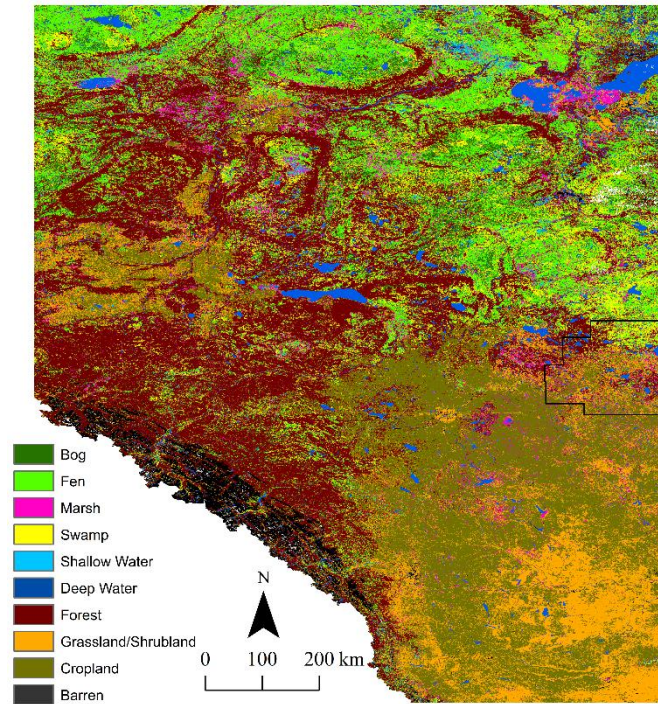 Bog
Fen
Marsh
Swamp
Shallow Water
Deep Water
Forest
Grassland/Shrubland
Cropland
Barren
N
0 100 200 km